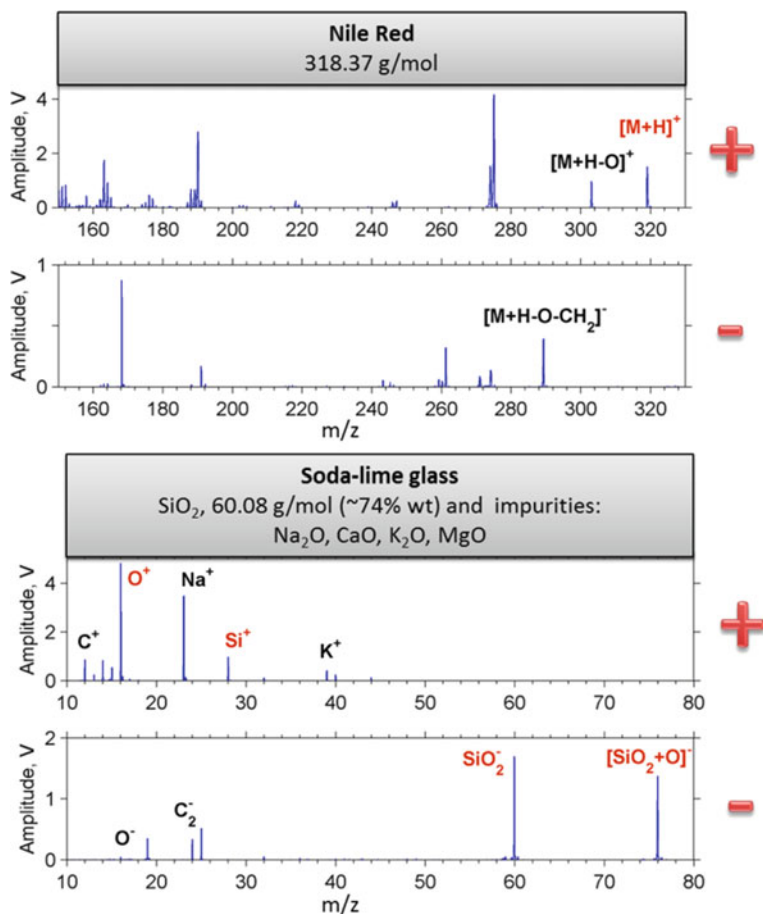 Nile Red
318.37 g/mol
Amplitude, V
4
2
0
[M+H-O]⁺
[M+H]⁺
+
160 180 200 220 240 260 280 300 320
Amplitude, V
1
0
[M+H-O-CH₂]⁻
-
160 180 200 220 240 260 280 300 320
m/z
Soda-lime glass
SiO₂, 60.08 g/mol (~74% wt) and impurities:
Na₂O, CaO, K₂O, MgO
Amplitude, V
4
2
0
C⁺
O⁺
Na⁺
Si⁺
K⁺
+
10 20 30 40 50 60 70 80
Amplitude, V
2
1
0
O⁻
C₂⁻
SiO₂⁻
[SiO₂+O]⁻
-
10 20 30 40 50 60 70 80
m/z